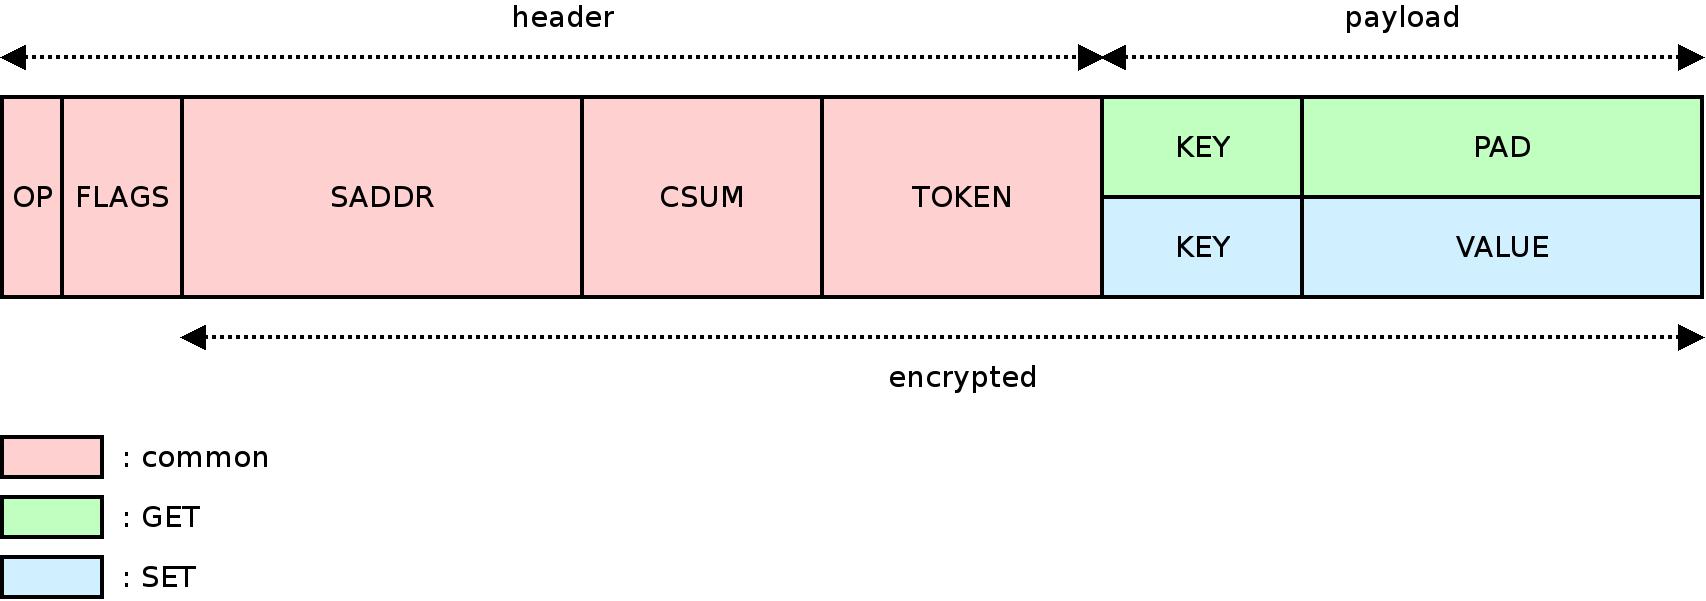 header payload
OP FLAGS SADDR CSUM TOKEN KEY PAD
KEY VALUE
encrypted
: common
: GET
: SET